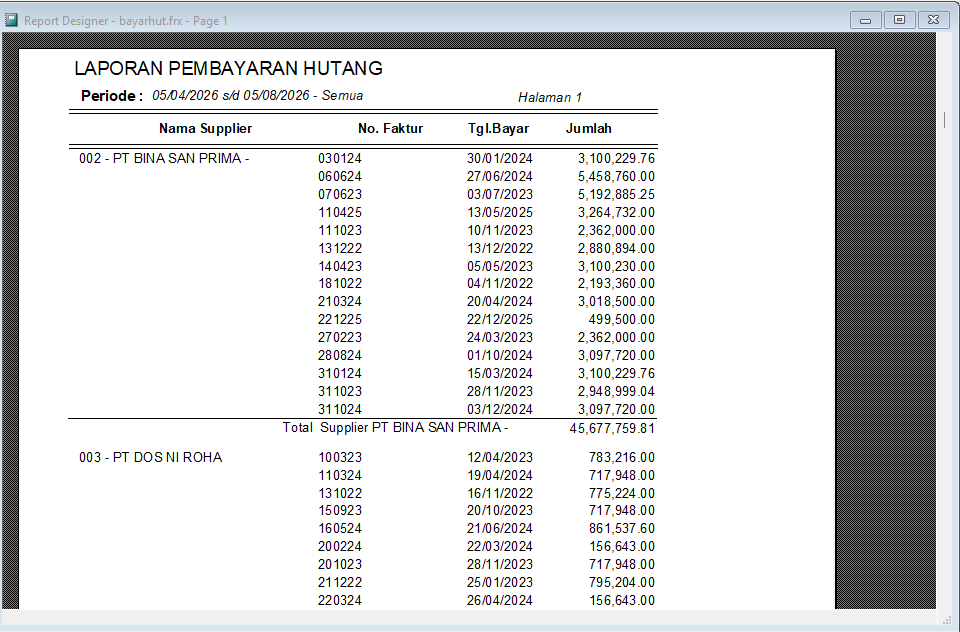 Report Designer - bayarhut.frx - Page 1
LAPORAN PEMBAYARAN HUTANG
Periode : 05/04/2026 s/d 05/08/2026 - Semua Halaman 1
Nama Supplier No. Faktur Tgl.Bayar Jumlah
002 - PT BINA SAN PRIMA - 030124 30/01/2024 3,100,229.76
060624 27/06/2024 5,458,760.00
070623 03/07/2023 5,192,885.25
110425 13/05/2025 3,264,732.00
111023 10/11/2023 2,362,000.00
131222 13/12/2022 2,880,894.00
140423 05/05/2023 3,100,230.00
181022 04/11/2022 2,193,360.00
210324 20/04/2024 3,018,500.00
221225 22/12/2025 499,500.00
270223 24/03/2023 2,362,000.00
280824 01/10/2024 3,097,720.00
310124 15/03/2024 3,100,229.76
311023 28/11/2023 2,948,999.04
311024 03/12/2024 3,097,720.00
Total Supplier PT BINA SAN PRIMA - 45,677,759.81
003 - PT DOS NI ROHA 100323 12/04/2023 783,216.00
110324 19/04/2024 717,948.00
131022 16/11/2022 775,224.00
150923 20/10/2023 717,948.00
160524 21/06/2024 861,537.60
200224 22/03/2024 156,643.00
201023 28/11/2023 717,948.00
211222 25/01/2023 795,204.00
220324 26/04/2024 156,643.00